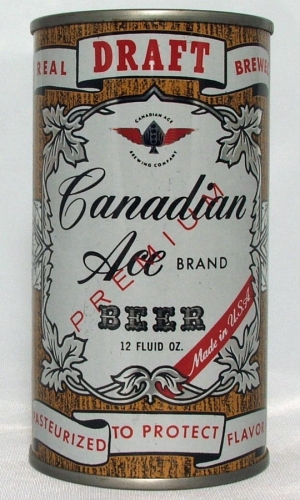 REAL DRAFT BREWED
CANADIAN ACE
BREWING COMPANY
Canadian
Ace BRAND
PREMIUM
BEER
12 FLUID OZ.
Made in U.S.A.
PASTEURIZED TO PROTECT FLAVOR